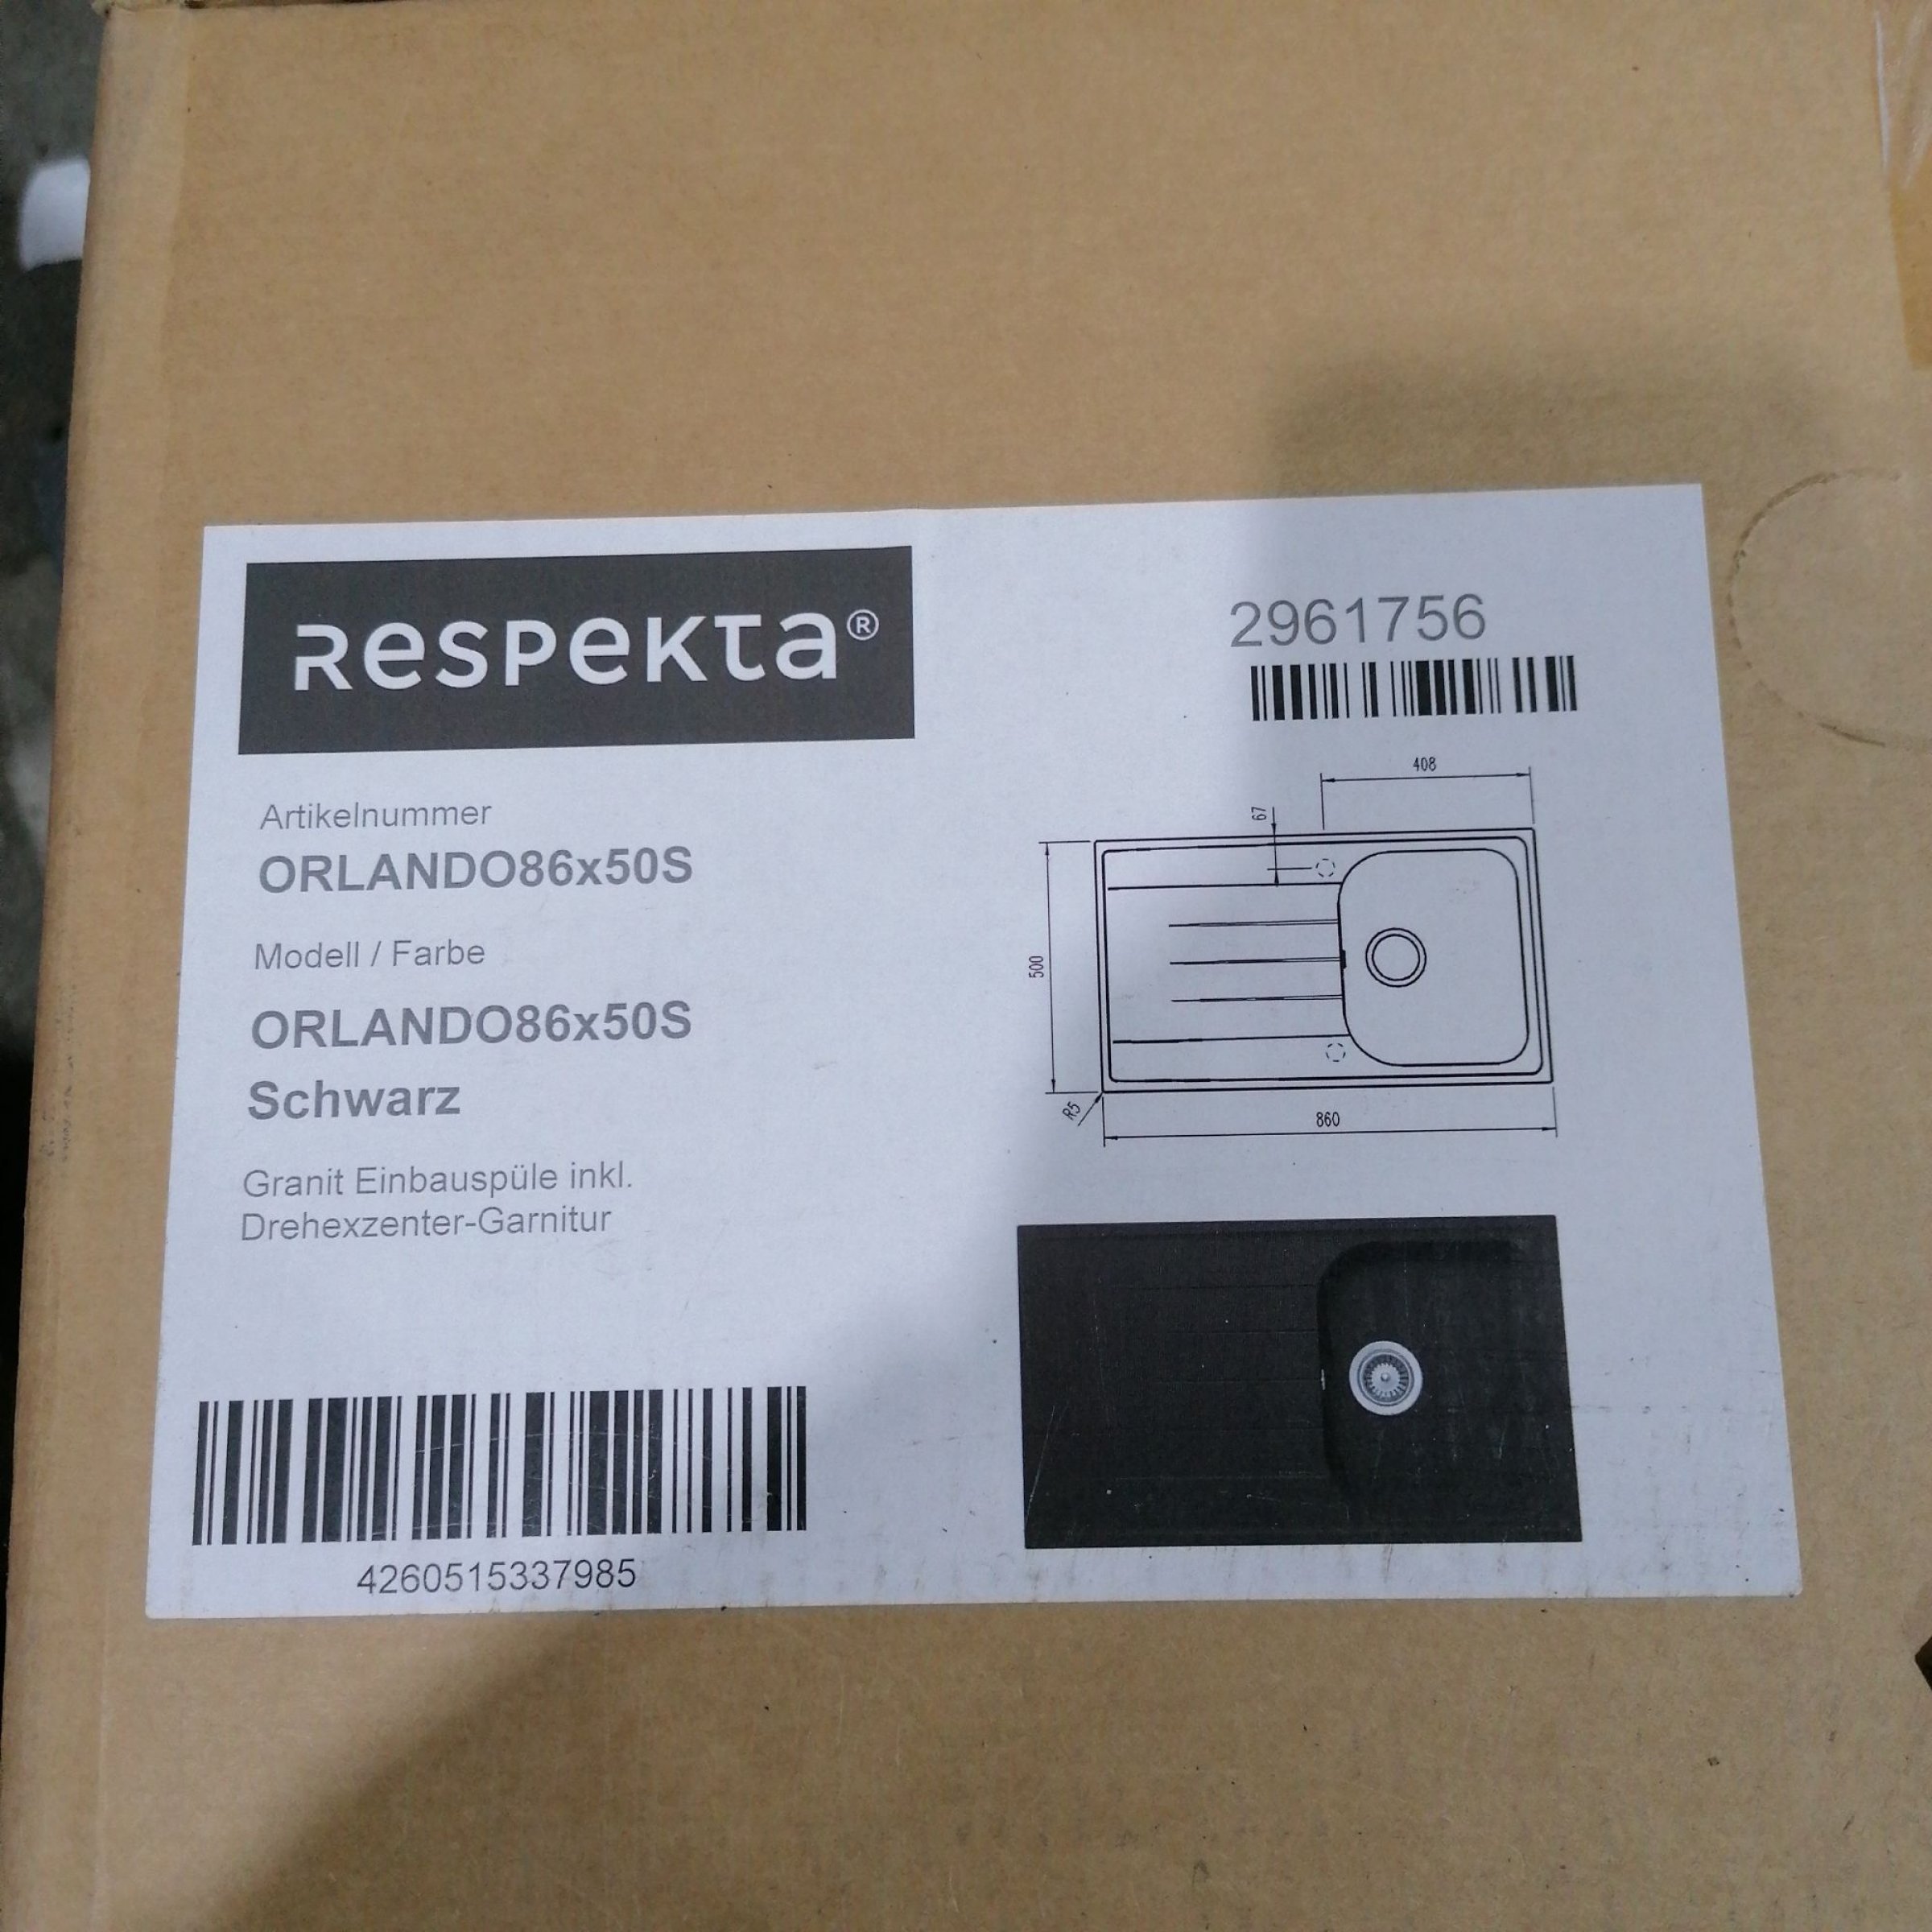 RESPEKTA®
2961756
Artikelnummer
ORLANDO86x50S
Modell / Farbe
ORLANDO86x50S
Schwarz
Granit Einbauspüle inkl.
Drehexzenter-Garnitur
4260515337985
408
67
500
R5
860